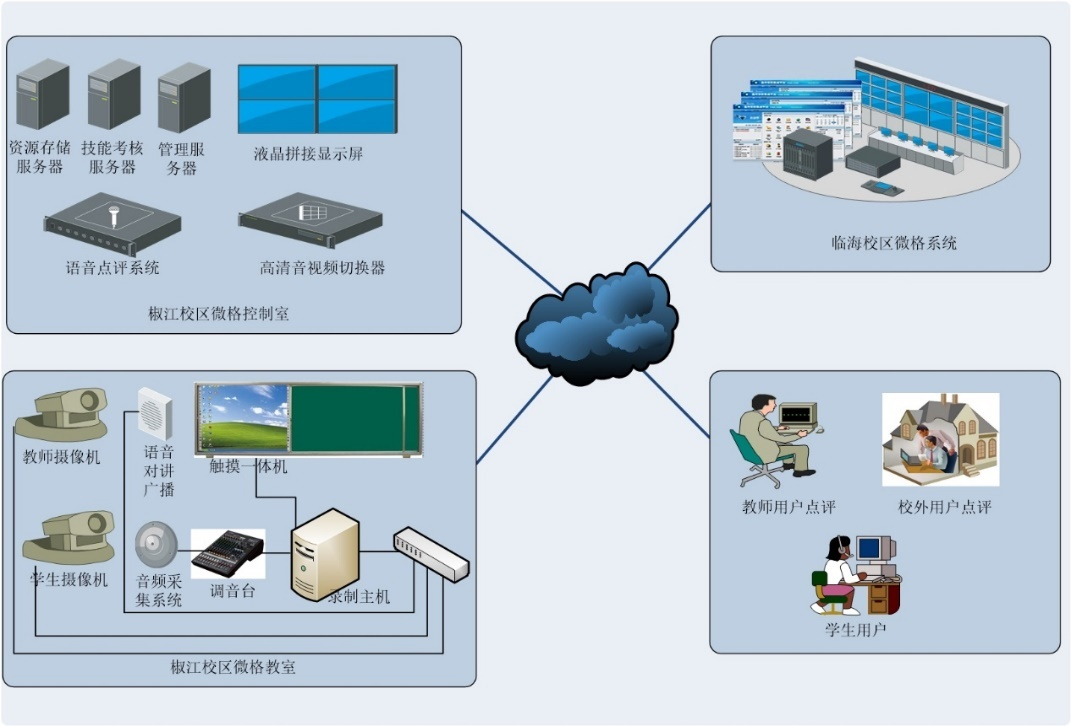 资源存储
服务器
技能考核
服务器
管理服
务器
液晶拼接显示屏
语音点评系统
高清音视频切换器
椒江校区微格控制室
临海校区微格系统
教师摄像机
语音
对讲
广播
触摸一体机
学生摄像机
音频采
集系统
调音台
录制主机
椒江校区微格教室
教师用户点评
校外用户点评
学生用户